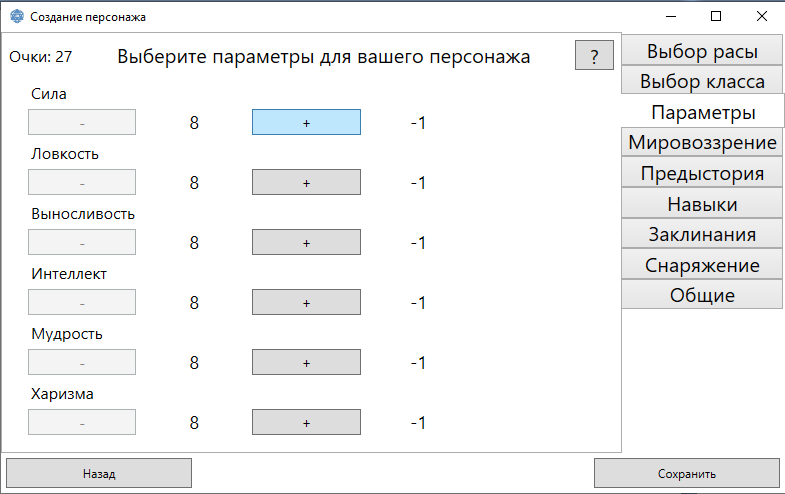 Создание персонажа
Очки: 27
Выберите параметры для вашего персонажа
?
Сила
- 8 + -1
Ловкость
- 8 + -1
Выносливость
- 8 + -1
Интеллект
- 8 + -1
Мудрость
- 8 + -1
Харизма
- 8 + -1
Выбор расы
Выбор класса
Параметры
Мировоззрение
Предыстория
Навыки
Заклинания
Снаряжение
Общие
Назад
Сохранить